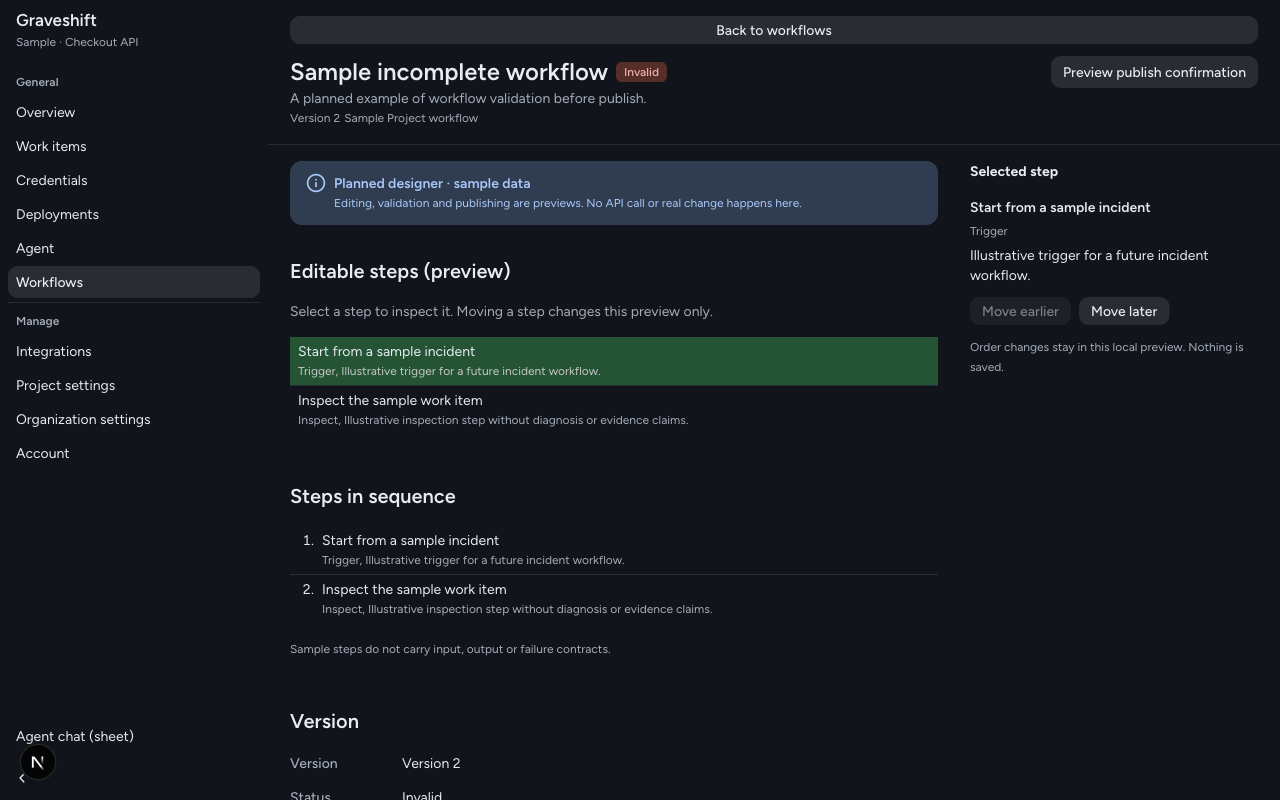 Graveshift
Sample · Checkout API
General
Overview
Work items
Credentials
Deployments
Agent
Workflows
Manage
Integrations
Project settings
Organization settings
Account
Agent chat (sheet)
N
Back to workflows
Sample incomplete workflow
Invalid
Preview publish confirmation
A planned example of workflow validation before publish.
Version 2 Sample Project workflow
Planned designer · sample data
Editing, validation and publishing are previews. No API call or real change happens here.
Editable steps (preview)
Select a step to inspect it. Moving a step changes this preview only.
Start from a sample incident
Trigger, Illustrative trigger for a future incident workflow.
Inspect the sample work item
Inspect, Illustrative inspection step without diagnosis or evidence claims.
Steps in sequence
1. Start from a sample incident
Trigger, Illustrative trigger for a future incident workflow.
2. Inspect the sample work item
Inspect, Illustrative inspection step without diagnosis or evidence claims.
Sample steps do not carry input, output or failure contracts.
Version
Version Version 2
Status Invalid
Selected step
Start from a sample incident
Trigger
Illustrative trigger for a future incident
workflow.
Move earlier Move later
Order changes stay in this local preview. Nothing is
saved.